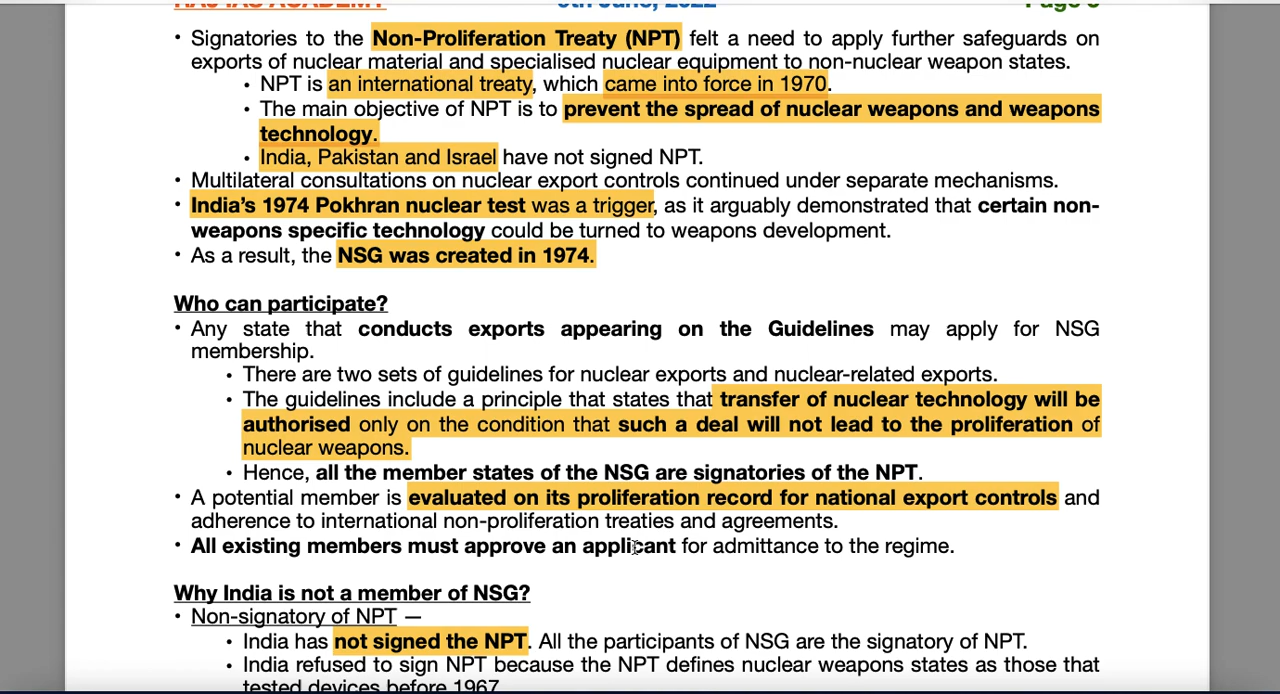 • Signatories to the Non-Proliferation Treaty (NPT) felt a need to apply further safeguards on
exports of nuclear material and specialised nuclear equipment to non-nuclear weapon states.
• NPT is an international treaty, which came into force in 1970.
• The main objective of NPT is to prevent the spread of nuclear weapons and weapons
technology.
• India, Pakistan and Israel have not signed NPT.
• Multilateral consultations on nuclear export controls continued under separate mechanisms.
• India’s 1974 Pokhran nuclear test was a trigger, as it arguably demonstrated that certain non-
weapons specific technology could be turned to weapons development.
• As a result, the NSG was created in 1974.
Who can participate?
• Any state that conducts exports appearing on the Guidelines may apply for NSG
membership.
• There are two sets of guidelines for nuclear exports and nuclear-related exports.
• The guidelines include a principle that states that transfer of nuclear technology will be
authorised only on the condition that such a deal will not lead to the proliferation of
nuclear weapons.
• Hence, all the member states of the NSG are signatories of the NPT.
• A potential member is evaluated on its proliferation record for national export controls and
adherence to international non-proliferation treaties and agreements.
• All existing members must approve an applicant for admittance to the regime.
Why India is not a member of NSG?
• Non-signatory of NPT —
• India has not signed the NPT. All the participants of NSG are the signatory of NPT.
• India refused to sign NPT because the NPT defines nuclear weapons states as those that
tested devices before 1967